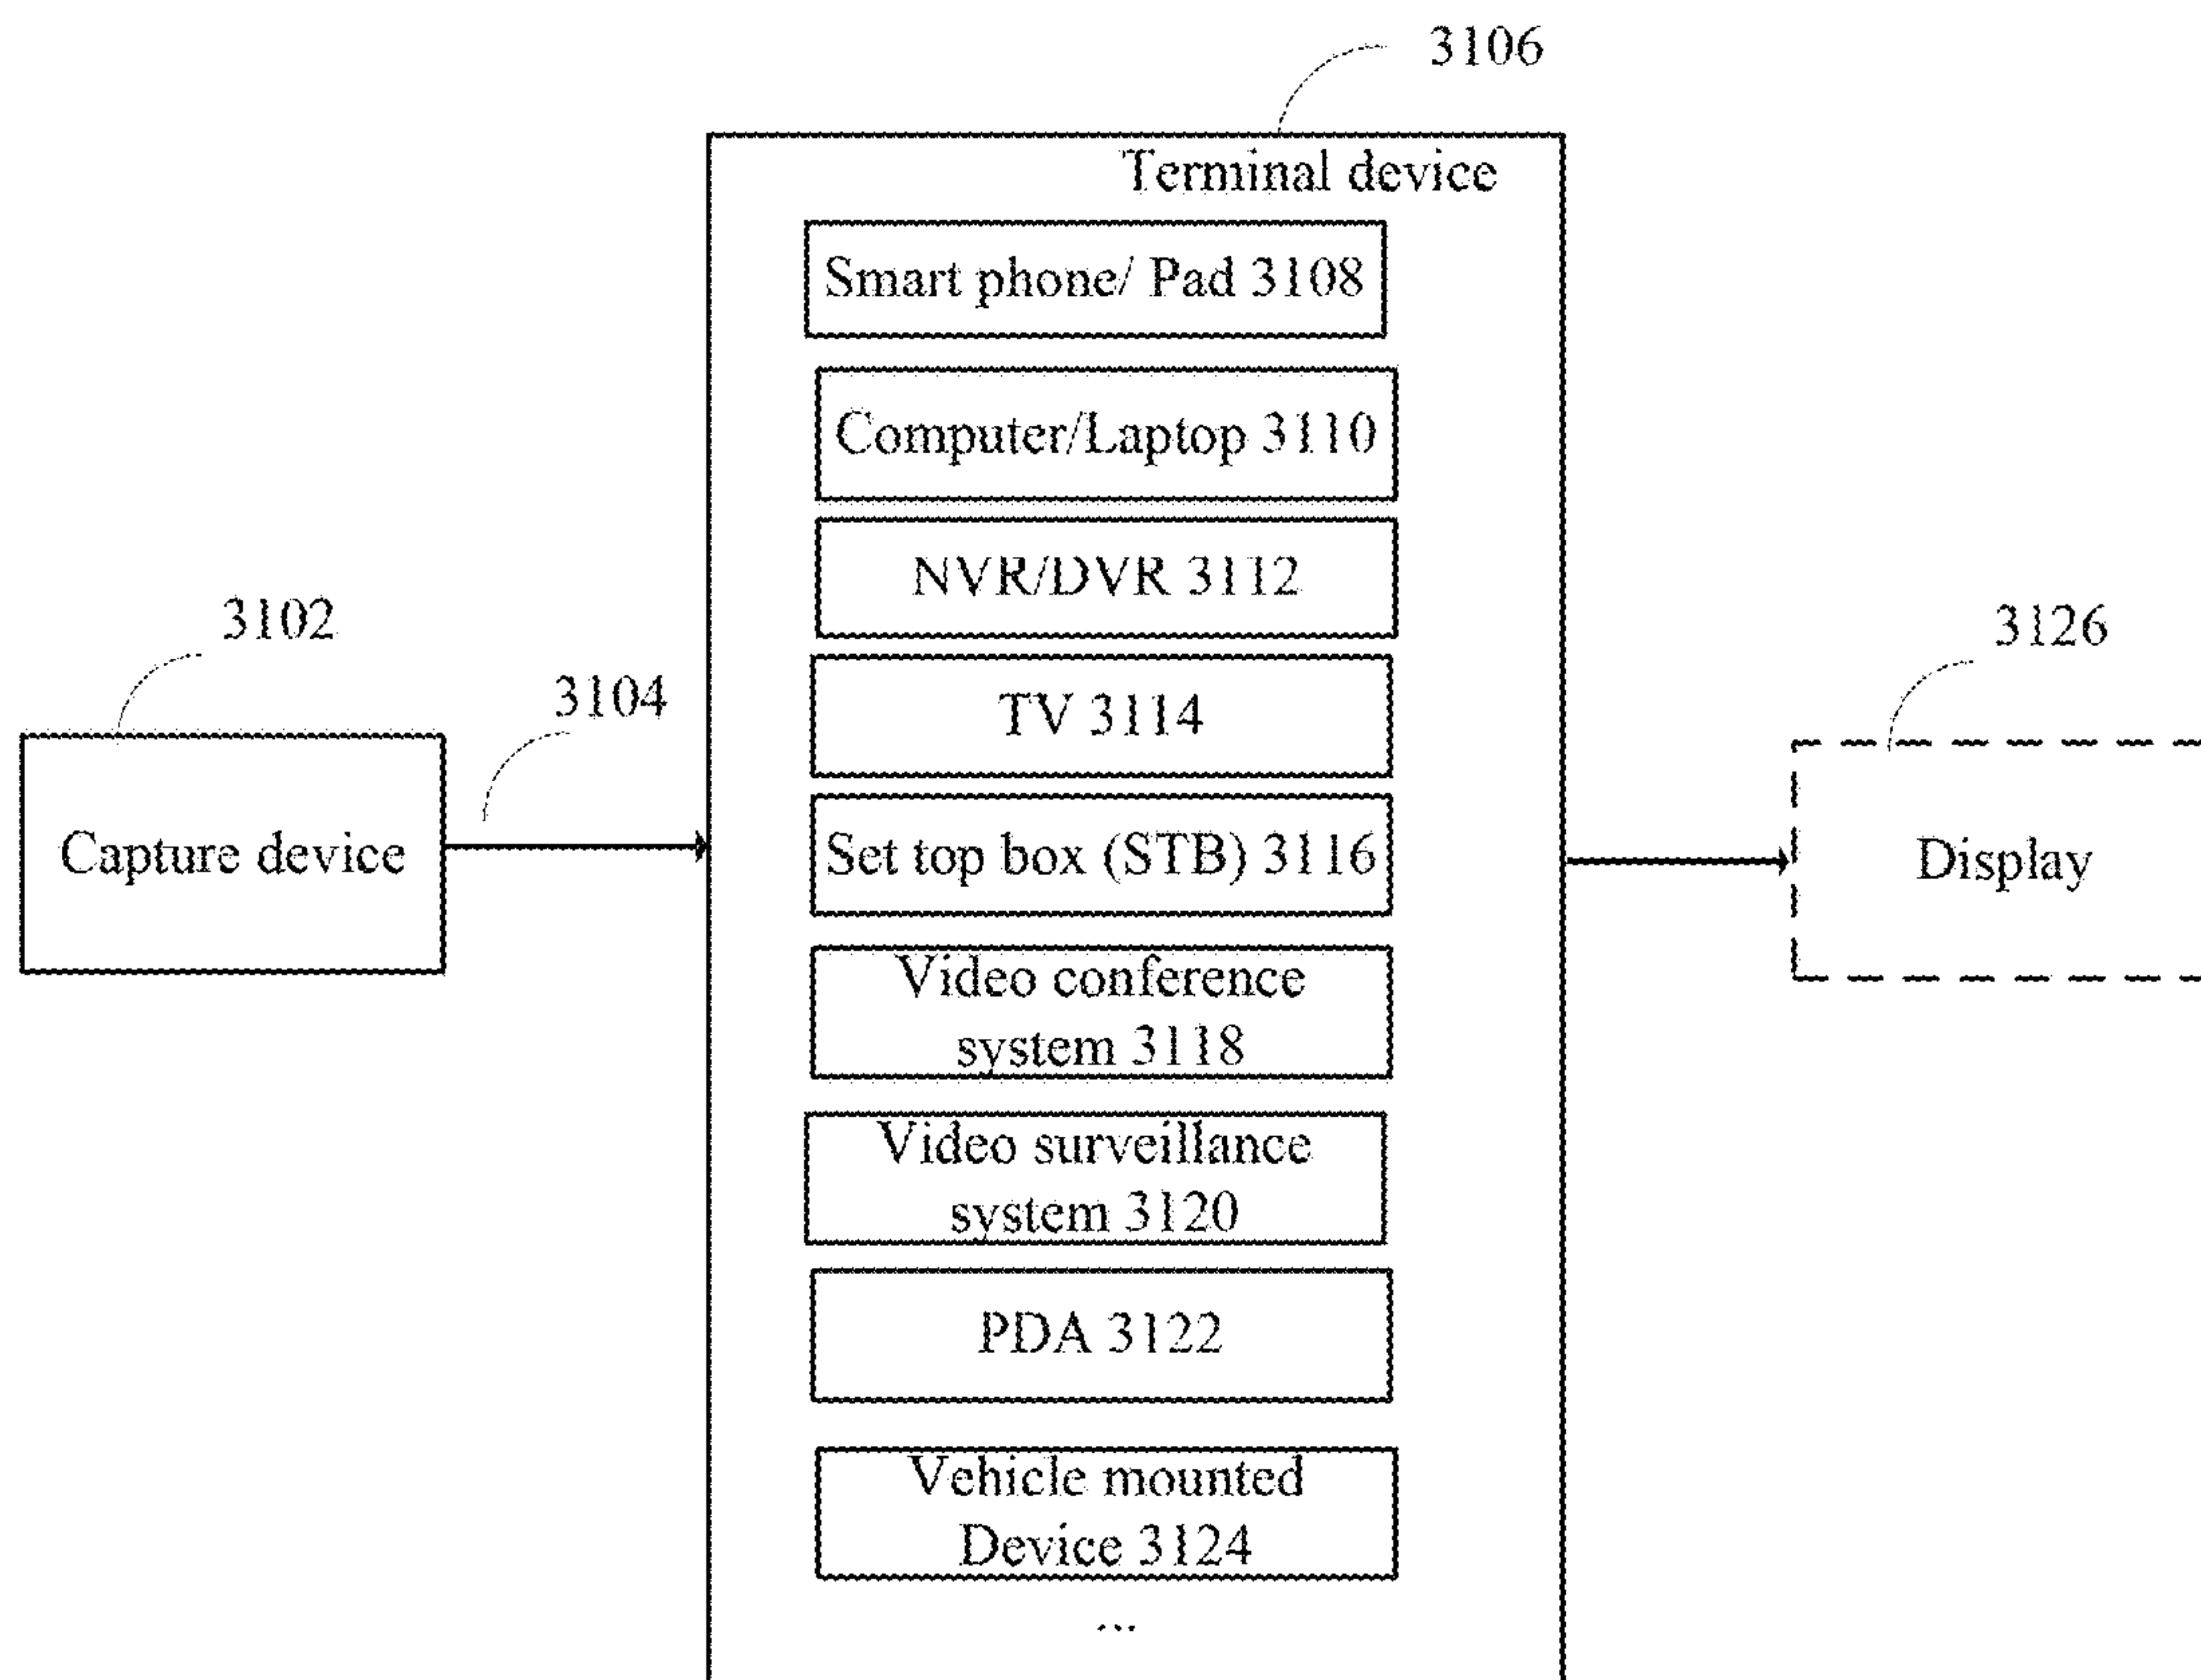 3106
Terminal device
Smart phone/ Pad 3108
Computer/Laptop 3110
NVR/DVR 3112
3102
3126
3104
TV 3114
Capture device
Set top box (STB) 3116
Display
Video conference
system 3118
Video surveillance
system 3120
PDA 3122
Vehicle mounted
Device 3124
...